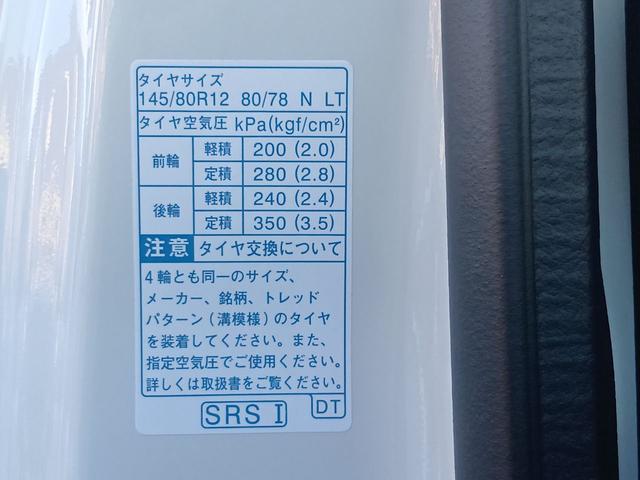 タイヤサイズ
145/80R12 80/78 N LT
タイヤ空気圧 kPa(kgf/cm²)
前輪 軽積 200 (2.0)
定積 280 (2.8)
後輪 軽積 240 (2.4)
定積 350 (3.5)
注意 タイヤ交換について
4輪とも同一のサイズ、
メーカー、銘柄、トレッド
パターン(溝模様)のタイヤ
を装着してください。また、
指定空気圧でご使用ください。
詳しくは取扱書をご覧ください。
SRS I DT